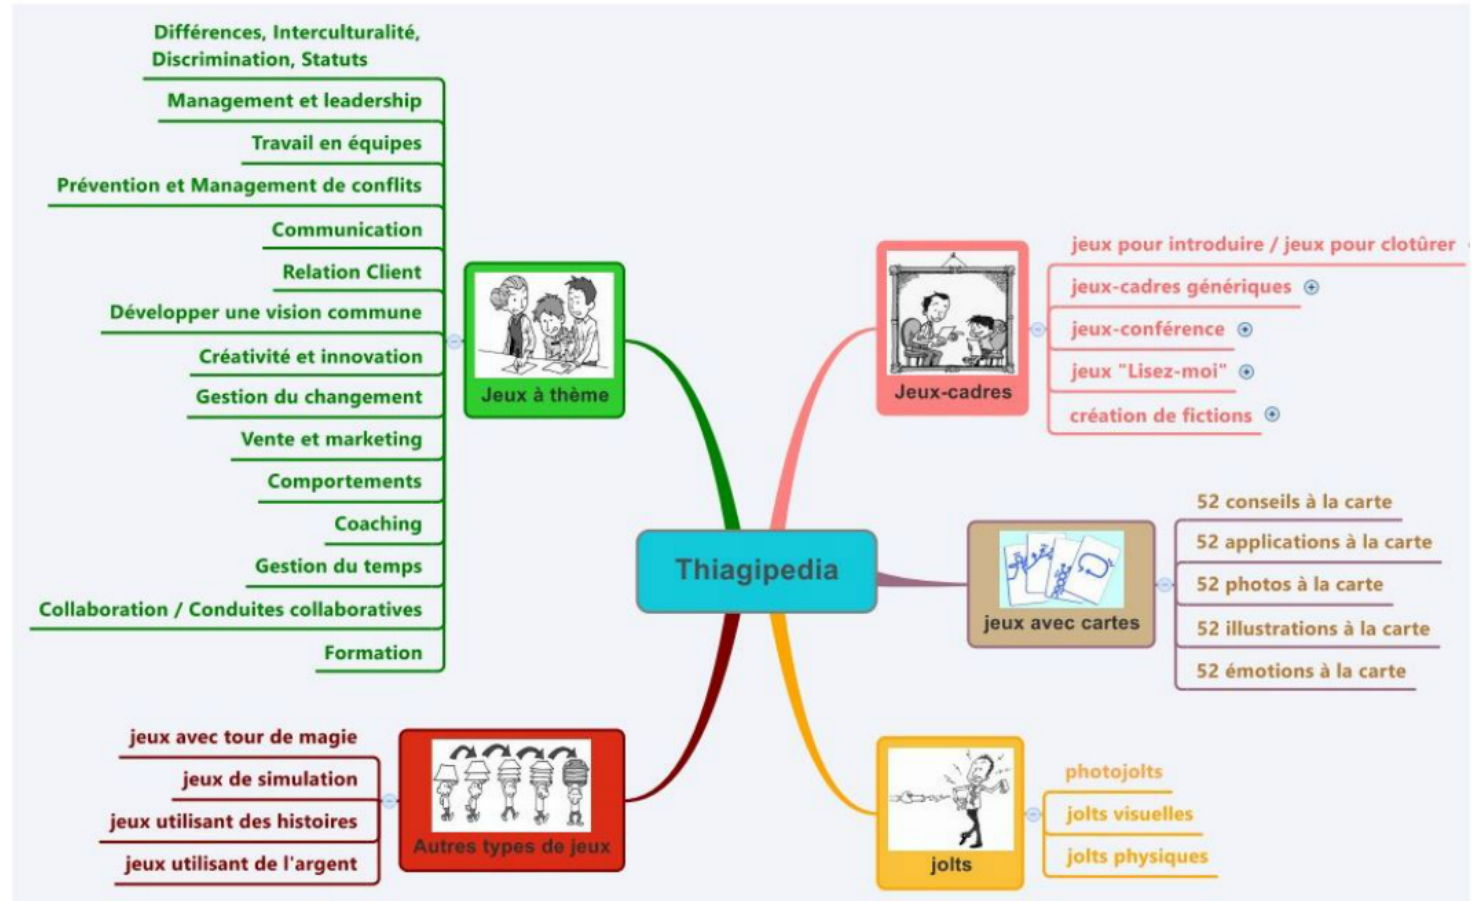 Différences, Interculturalité,
Discrimination, Statuts
Management et leadership
Travail en équipes
Prévention et Management de conflits
Communication
Relation Client
Développer une vision commune
Créativité et innovation
Gestion du changement
Vente et marketing
Comportements
Coaching
Gestion du temps
Collaboration / Conduites collaboratives
Formation
Jeux à thème
jeux avec tour de magie
jeux de simulation
jeux utilisant des histoires
jeux utilisant de l'argent
Autres types de jeux
Thiagipedia
Jeux-cadres
jeux pour introduire / jeux pour clotûrer
jeux-cadres génériques
jeux-conférence
jeux "Lisez-moi"
création de fictions
jeux avec cartes
52 conseils à la carte
52 applications à la carte
52 photos à la carte
52 illustrations à la carte
52 émotions à la carte
jolts
photojolts
jolts visuelles
jolts physiques